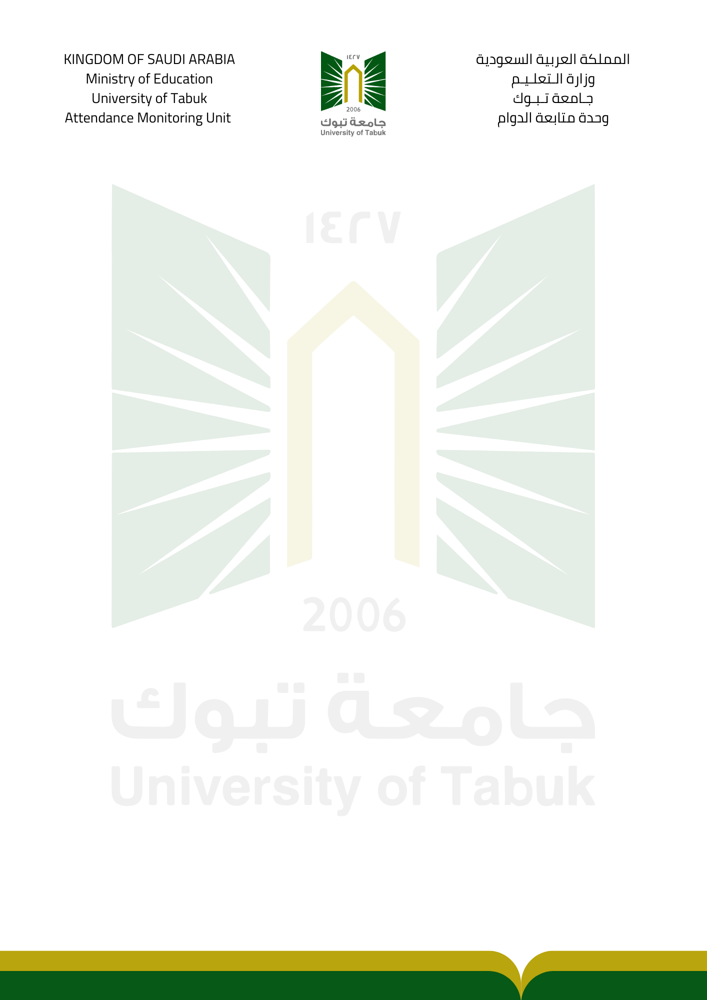 KINGDOM OF SAUDI ARABIA
Ministry of Education
University of Tabuk
Attendance Monitoring Unit
١٤٢٧
2006
جامعة تبوك
University of Tabuk
المملكة العربية السعودية
وزارة الـتعلـيـم
جـامعة تـبـوك
وحدة متابعة الدوام
١٤٢٧
2006
جامعة تبوك
University of Tabuk